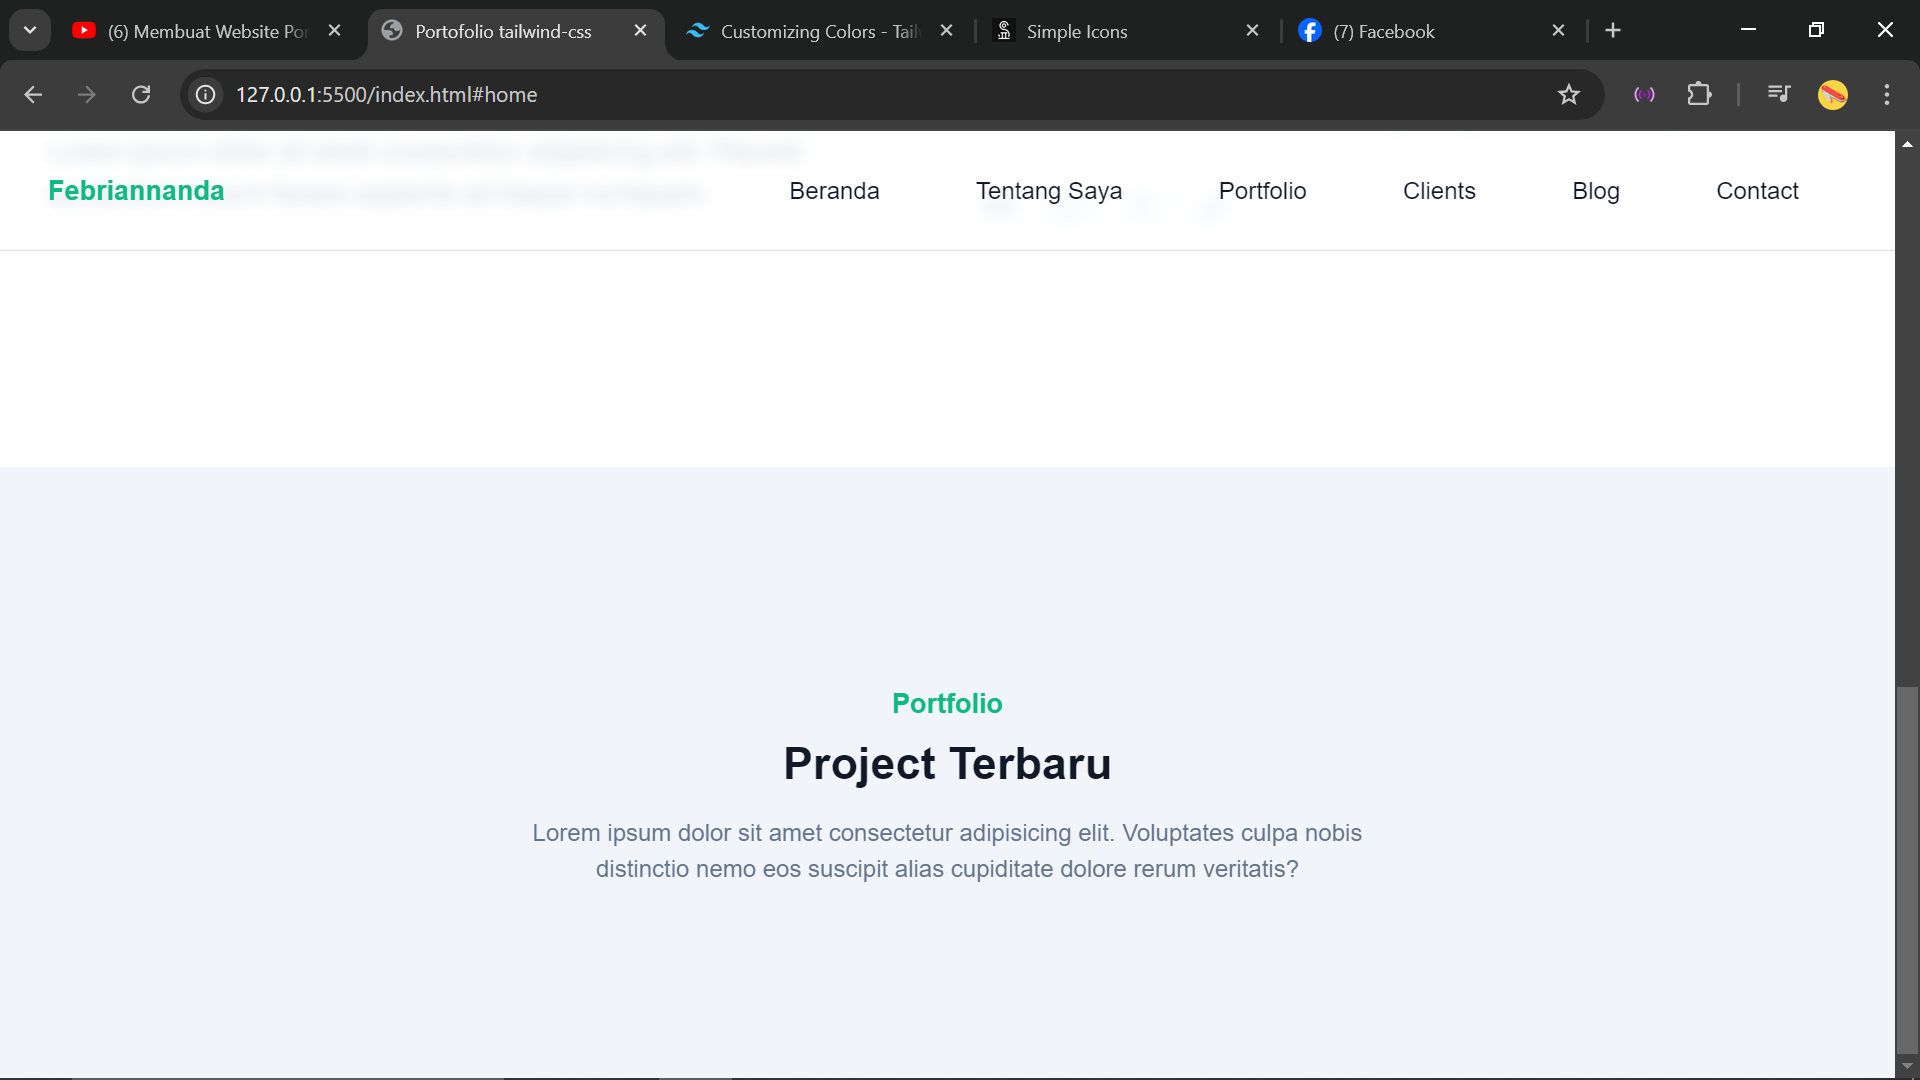 (6) Membuat Website Por
Portofolio tailwind-css
Customizing Colors - Tail
Simple Icons
(7) Facebook
127.0.0.1:5500/index.html#home
Febriannanda
Beranda
Tentang Saya
Portfolio
Clients
Blog
Contact
Portfolio
Project Terbaru
Lorem ipsum dolor sit amet consectetur adipisicing elit. Voluptates culpa nobis
distinctio nemo eos suscipit alias cupiditate dolore rerum veritatis?